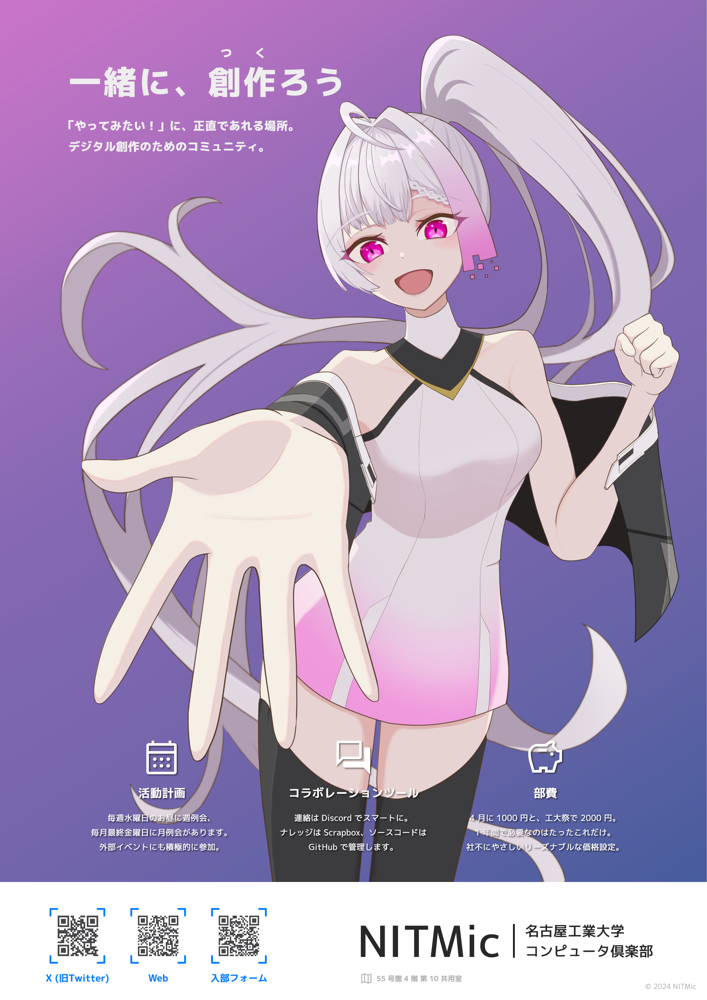 つく
一緒に、創作ろう
「やってみたい！」に、正直であれる場所。
デジタル創作のためのコミュニティ。
活動計画
毎週水曜日のお昼に週例会、
毎月最終金曜日に月例会があります。
外部イベントにも積極的に参加。
コラボレーションツール
連絡は Discord でスマートに。
ナレッジは Scrapbox、ソースコードは
GitHub で管理します。
部費
4 月に 1000 円と、工大祭で 2000 円。
1 年間で必要なのはたったこれだけ。
社不にやさしいリーズナブルな価格設定。
X (旧Twitter)
Web
入部フォーム
NITMic
名古屋工業大学
コンピュータ倶楽部
55 号館 4 階 第 10 共用室
© 2024 NITMic